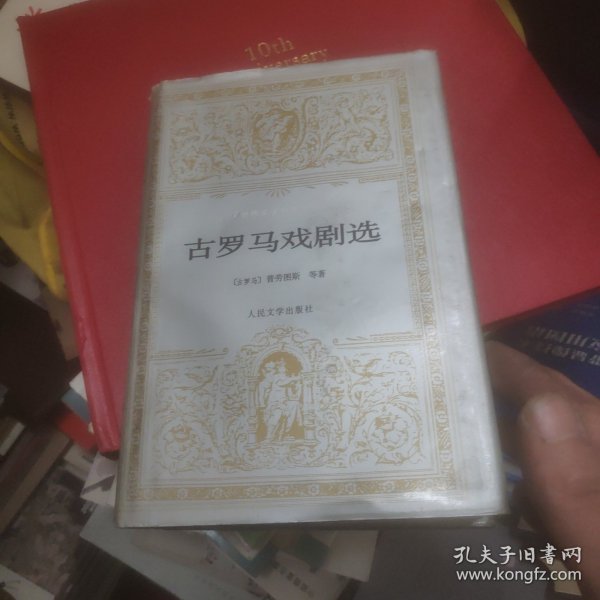 10th
古罗马戏剧选
〔古罗马〕普劳图斯 等著
人民文学出版社
孔夫子旧书网
www.kongfz.com